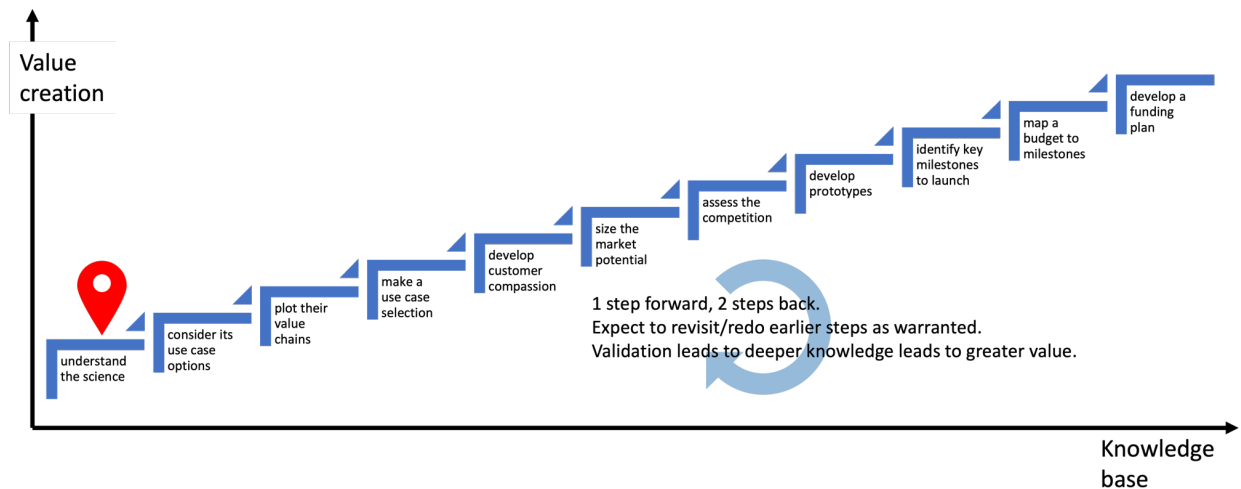 Value
creation
understand
the science
consider its
use case
options
plot their
value
chains
make a
use case
selection
develop
customer
compassion
size the
market
potential
assess the
competition
develop
prototypes
identify key
milestones
to launch
map a
budget to
milestones
develop a
funding
plan
1 step forward, 2 steps back.
Expect to revisit/redo earlier steps as warranted.
Validation leads to deeper knowledge leads to greater value.
Knowledge
base